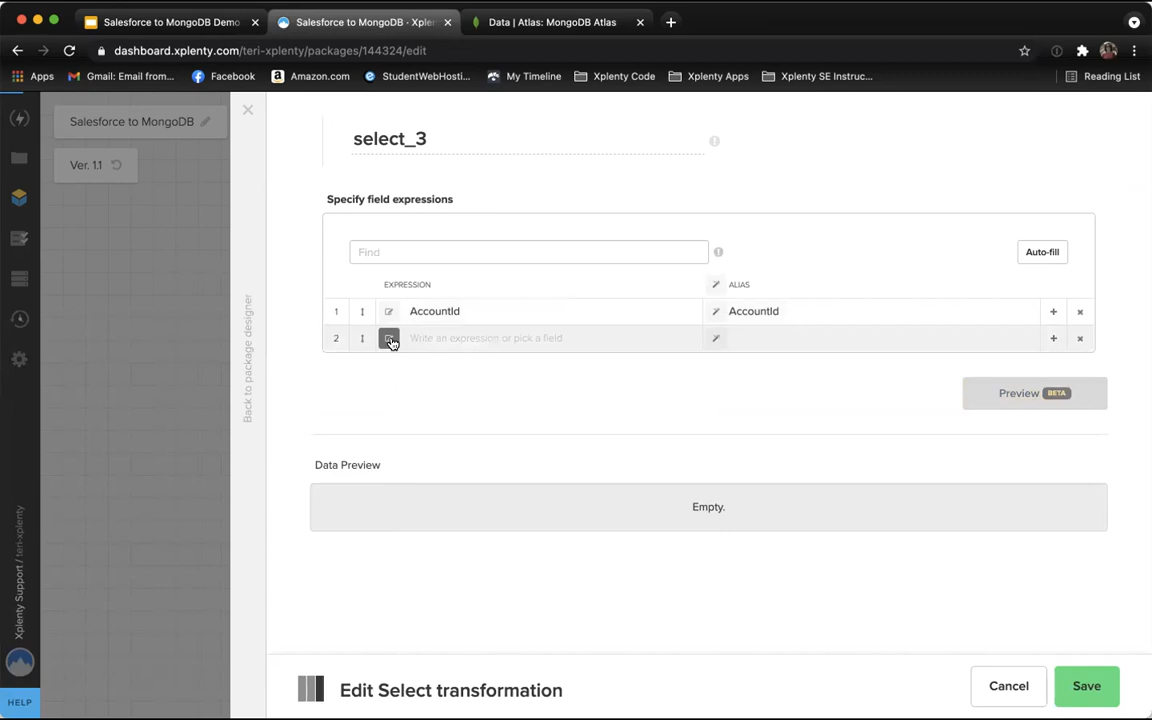 Salesforce to MongoDB Demo
Salesforce to MongoDB · Xplenty
Data | Atlas: MongoDB Atlas
dashboard.xplenty.com/teri-xplenty/packages/144324/edit
Apps
Gmail: Email from...
Facebook
Amazon.com
StudentWebHosti...
My Timeline
Xplenty Code
Xplenty Apps
Xplenty SE Instruc...
Reading List
Salesforce to MongoDB
Ver. 1.1
Back to package designer
select_3
Specify field expressions
Find
Auto-fill
EXPRESSION
ALIAS
1 AccountId AccountId
2 Write an expression or pick a field
Preview BETA
Data Preview
Empty.
Xplenty Support / teri-xplenty
HELP
Edit Select transformation
Cancel
Save